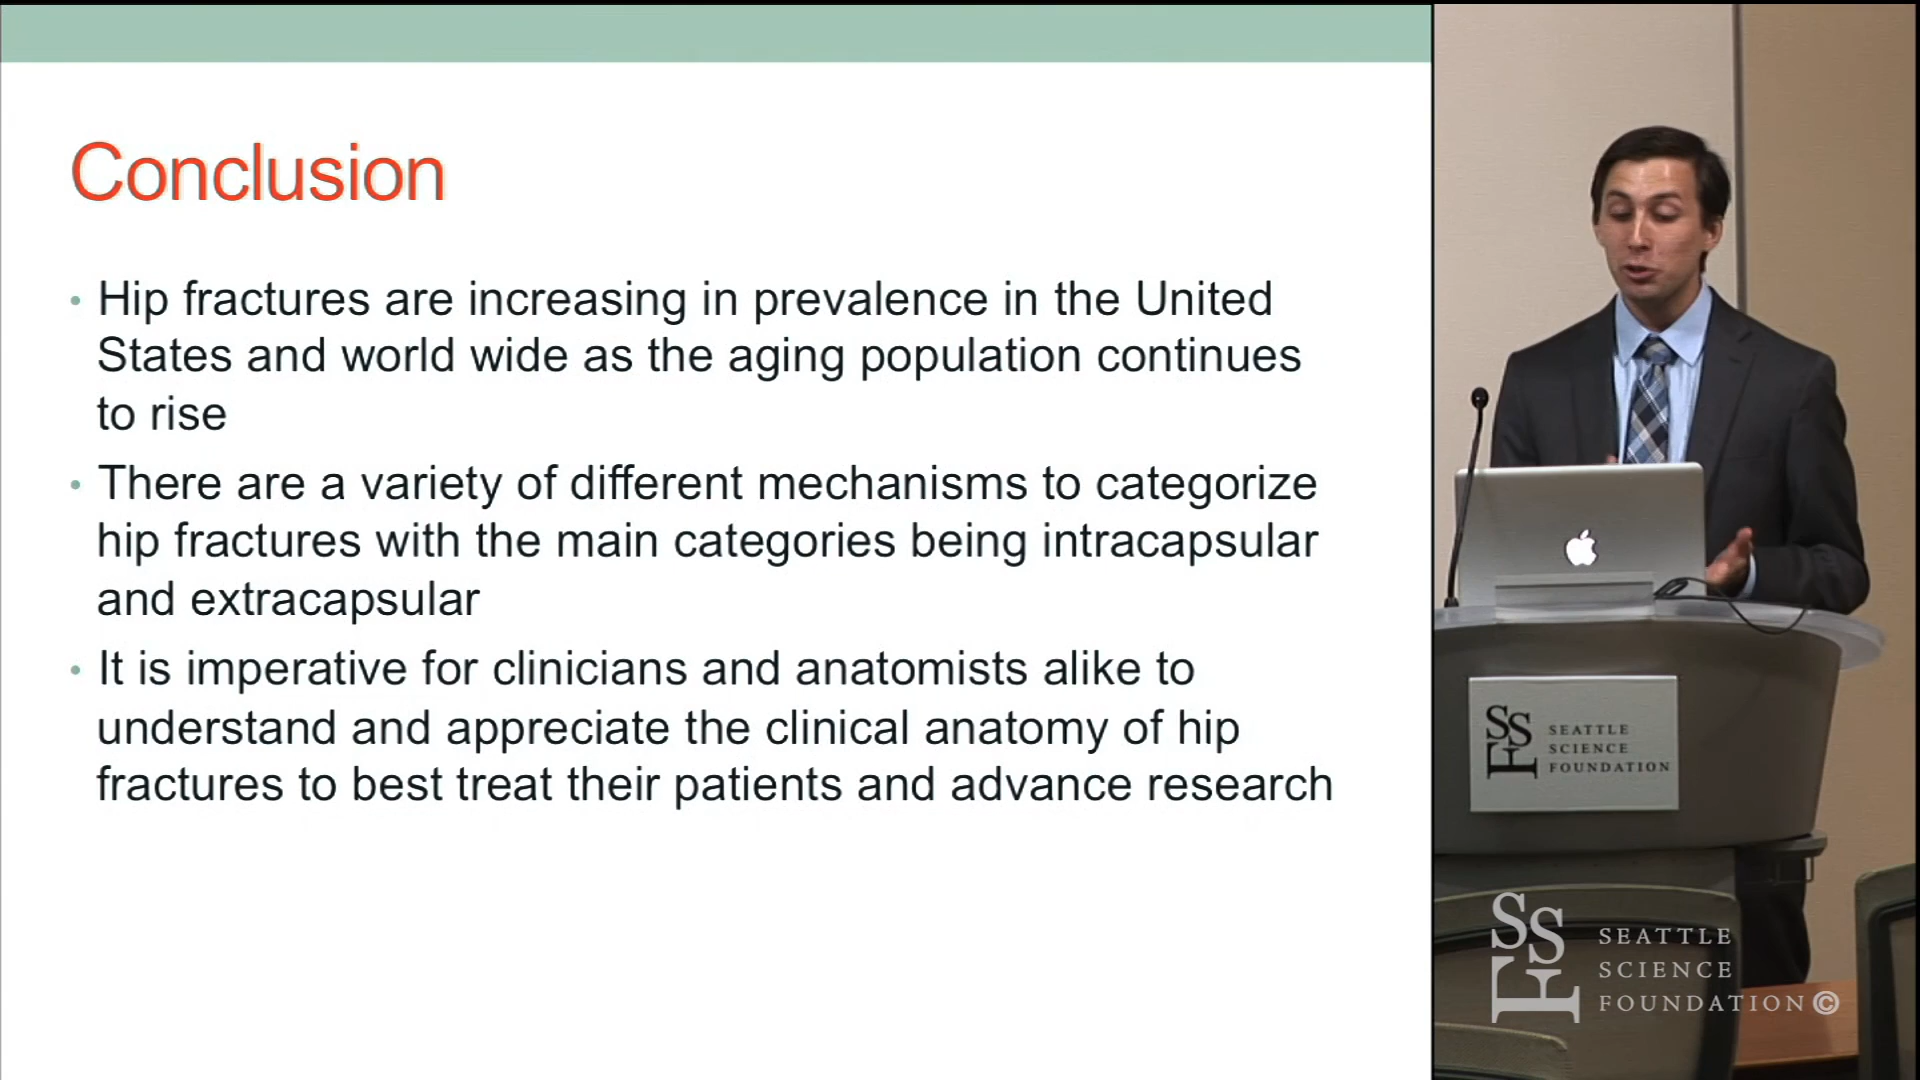 Conclusion
• Hip fractures are increasing in prevalence in the United
States and world wide as the aging population continues
to rise
• There are a variety of different mechanisms to categorize
hip fractures with the main categories being intracapsular
and extracapsular
• It is imperative for clinicians and anatomists alike to
understand and appreciate the clinical anatomy of hip
fractures to best treat their patients and advance research
SSF
SEATTLE
SCIENCE
FOUNDATION
SSF
SEATTLE
SCIENCE
FOUNDATION©